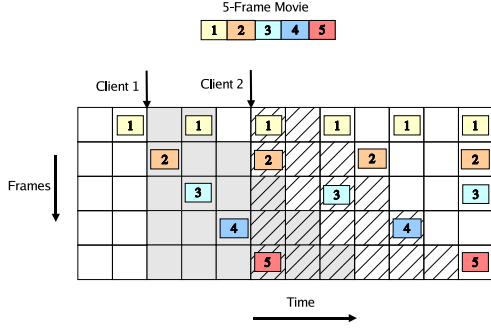 5-Frame Movie
1 2 3 4 5
Client 1 Client 2
1 1 1 1 1 1
2 2 2 2
Frames
3 3 3
4 4
5 5
Time